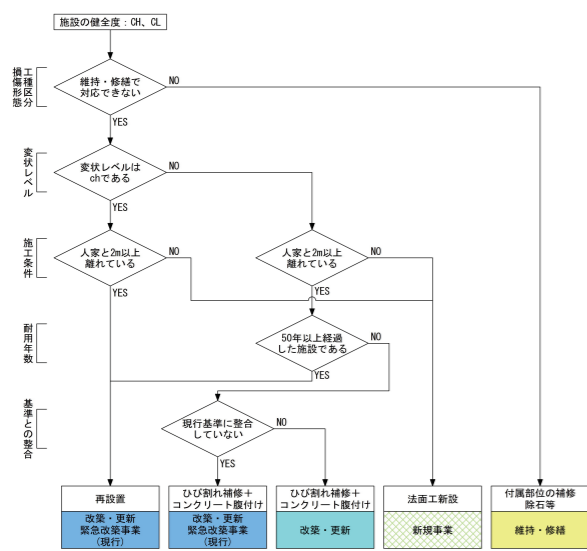 施設の健全度：CH、CL
工種区分
損傷形態
維持・修繕で
対応できない
NO
YES
変状レベル
変状レベルは
chである
NO
YES
施工条件
人家と2m以上
離れている
NO
YES
人家と2m以上
離れている
NO
YES
耐用年数
50年以上経過
した施設である
NO
YES
基準との整合
現行基準に整合
していない
NO
YES
再設置
改築・更新
緊急改築事業
（現行）
ひび割れ補修＋
コンクリート腹付け
改築・更新
緊急改築事業
（現行）
ひび割れ補修＋
コンクリート腹付け
改築・更新
法面工新設
新規事業
付属部位の補修
除石等
維持・修繕